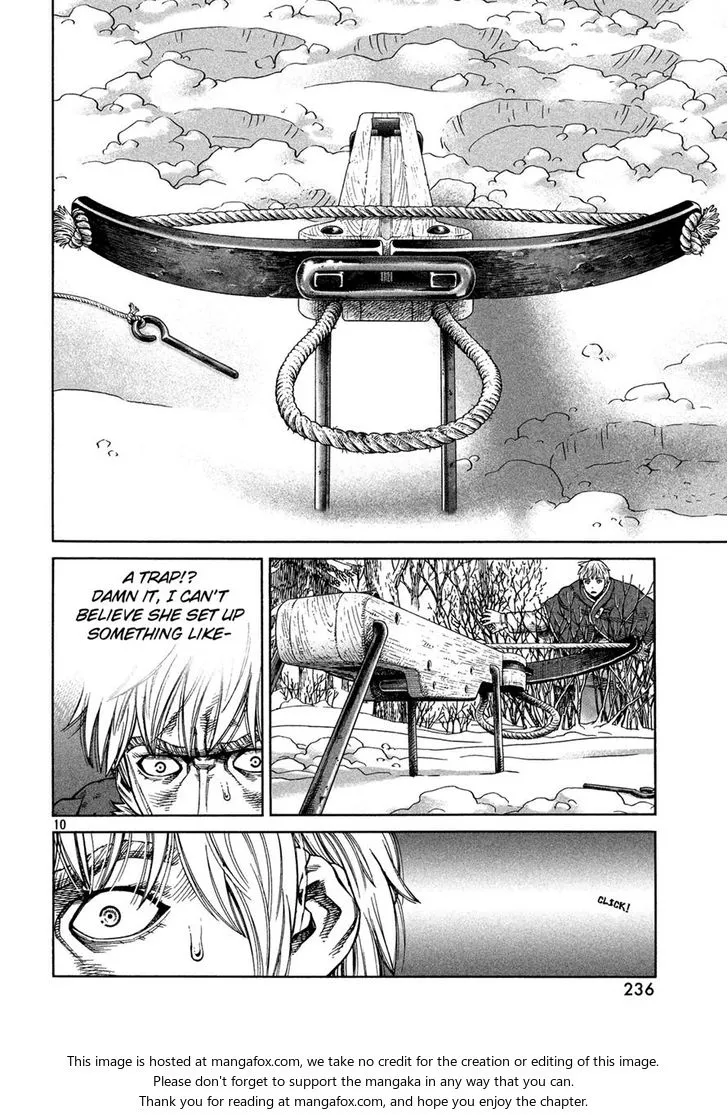 A TRAP!?
DAMN IT, I CAN'T
BELIEVE SHE SET UP
SOMETHING LIKE-
10
CLICK!
236
This image is hosted at mangafox.com, we take no credit for the creation or editing of this image.
Please don't forget to support the mangaka in any way that you can.
Thank you for reading at mangafox.com, and hope you enjoy the chapter.